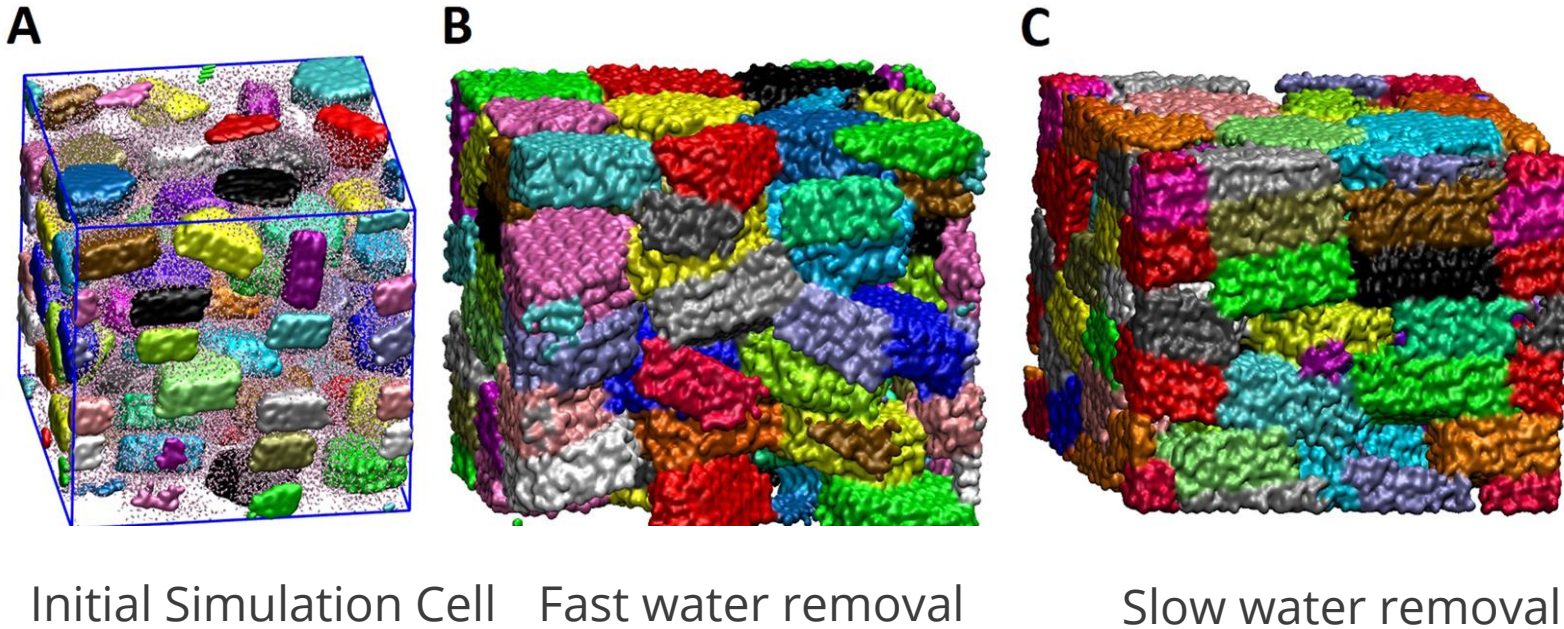 A
B
C
Initial Simulation Cell
Fast water removal
Slow water removal